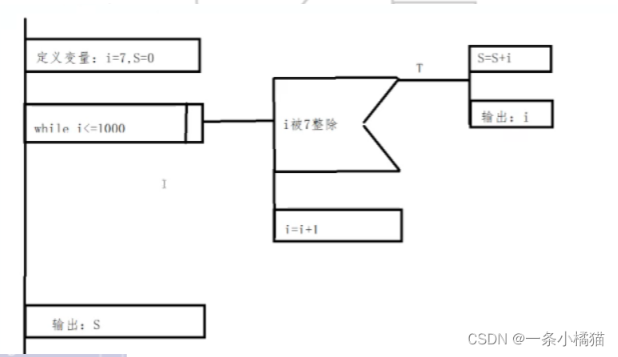 定义变量：i=7,S=0
while i<=1000
i被7整除
T
S=S+i
输出：i
i=i+1
输出：S
CSDN @一条小橘猫